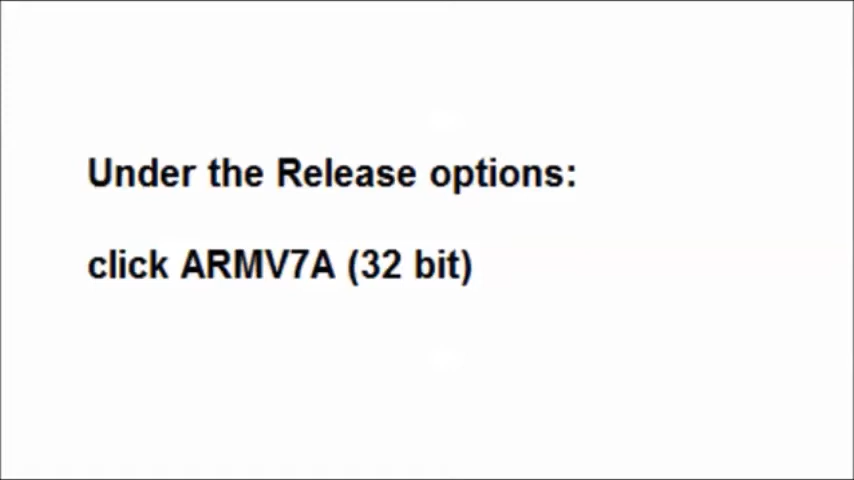 Under the Release options:
click ARMV7A (32 bit)